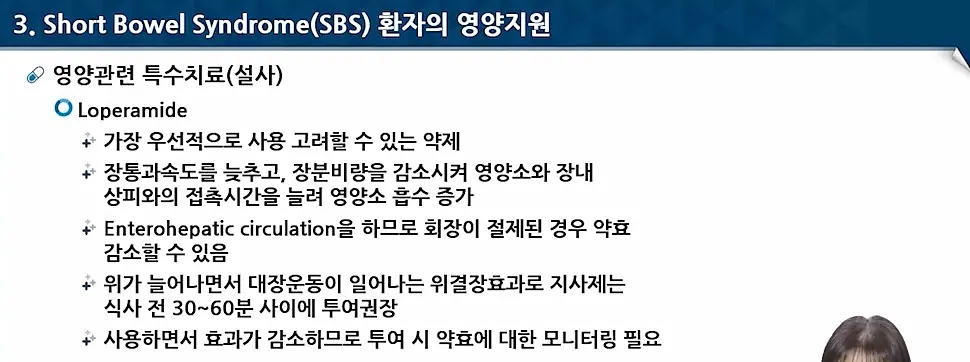 3. Short Bowel Syndrome(SBS) 환자의 영양지원
영양관련 특수치료(설사)
Loperamide
가장 우선적으로 사용 고려할 수 있는 약제
장통과속도를 늦추고, 장분비량을 감소시켜 영양소와 장내
상피와의 접촉시간을 늘려 영양소 흡수 증가
Enterohepatic circulation을 하므로 회장이 절제된 경우 약효
감소할 수 있음
위가 늘어나면서 대장운동이 일어나는 위결장효과로 지사제는
식사 전 30~60분 사이에 투여권장
사용하면서 효과가 감소하므로 투여 시 약효에 대한 모니터링 필요